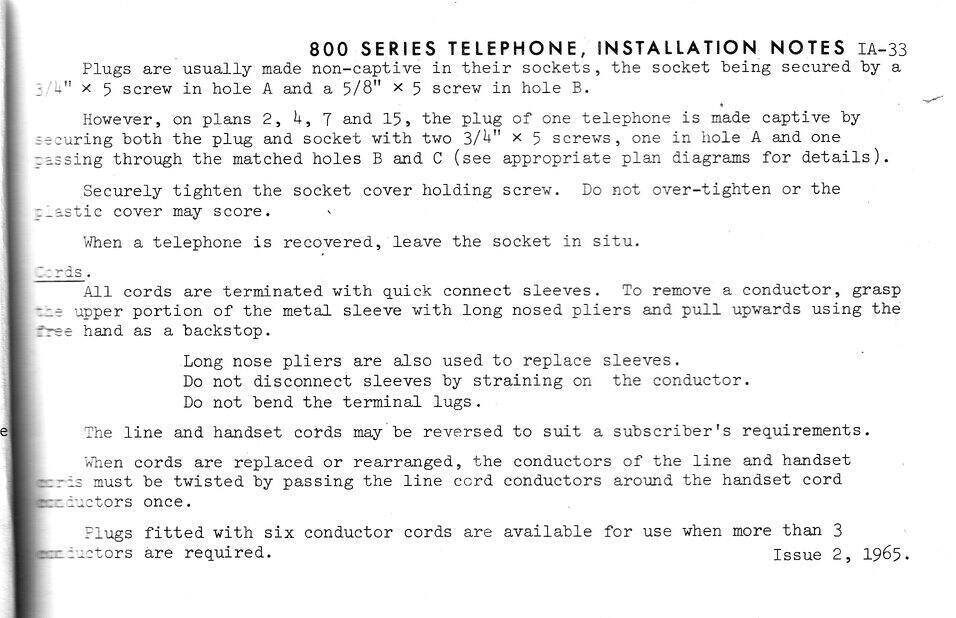 800 SERIES TELEPHONE, INSTALLATION NOTES IA-33
Plugs are usually made non-captive in their sockets, the socket being secured by a
3/4" x 5 screw in hole A and a 5/8" x 5 screw in hole B.
However, on plans 2, 4, 7 and 15, the plug of one telephone is made captive by
securing both the plug and socket with two 3/4" x 5 screws, one in hole A and one
passing through the matched holes B and C (see appropriate plan diagrams for details).
Securely tighten the socket cover holding screw. Do not over-tighten or the
plastic cover may score.
When a telephone is recovered, leave the socket in situ.
Cords.
All cords are terminated with quick connect sleeves. To remove a conductor, grasp
the upper portion of the metal sleeve with long nosed pliers and pull upwards using the
free hand as a backstop.
Long nose pliers are also used to replace sleeves.
Do not disconnect sleeves by straining on the conductor.
Do not bend the terminal lugs.
e
The line and handset cords may be reversed to suit a subscriber's requirements.
When cords are replaced or rearranged, the conductors of the line and handset
cords must be twisted by passing the line cord conductors around the handset cord
conductors once.
Plugs fitted with six conductor cords are available for use when more than 3
conductors are required.
Issue 2, 1965.